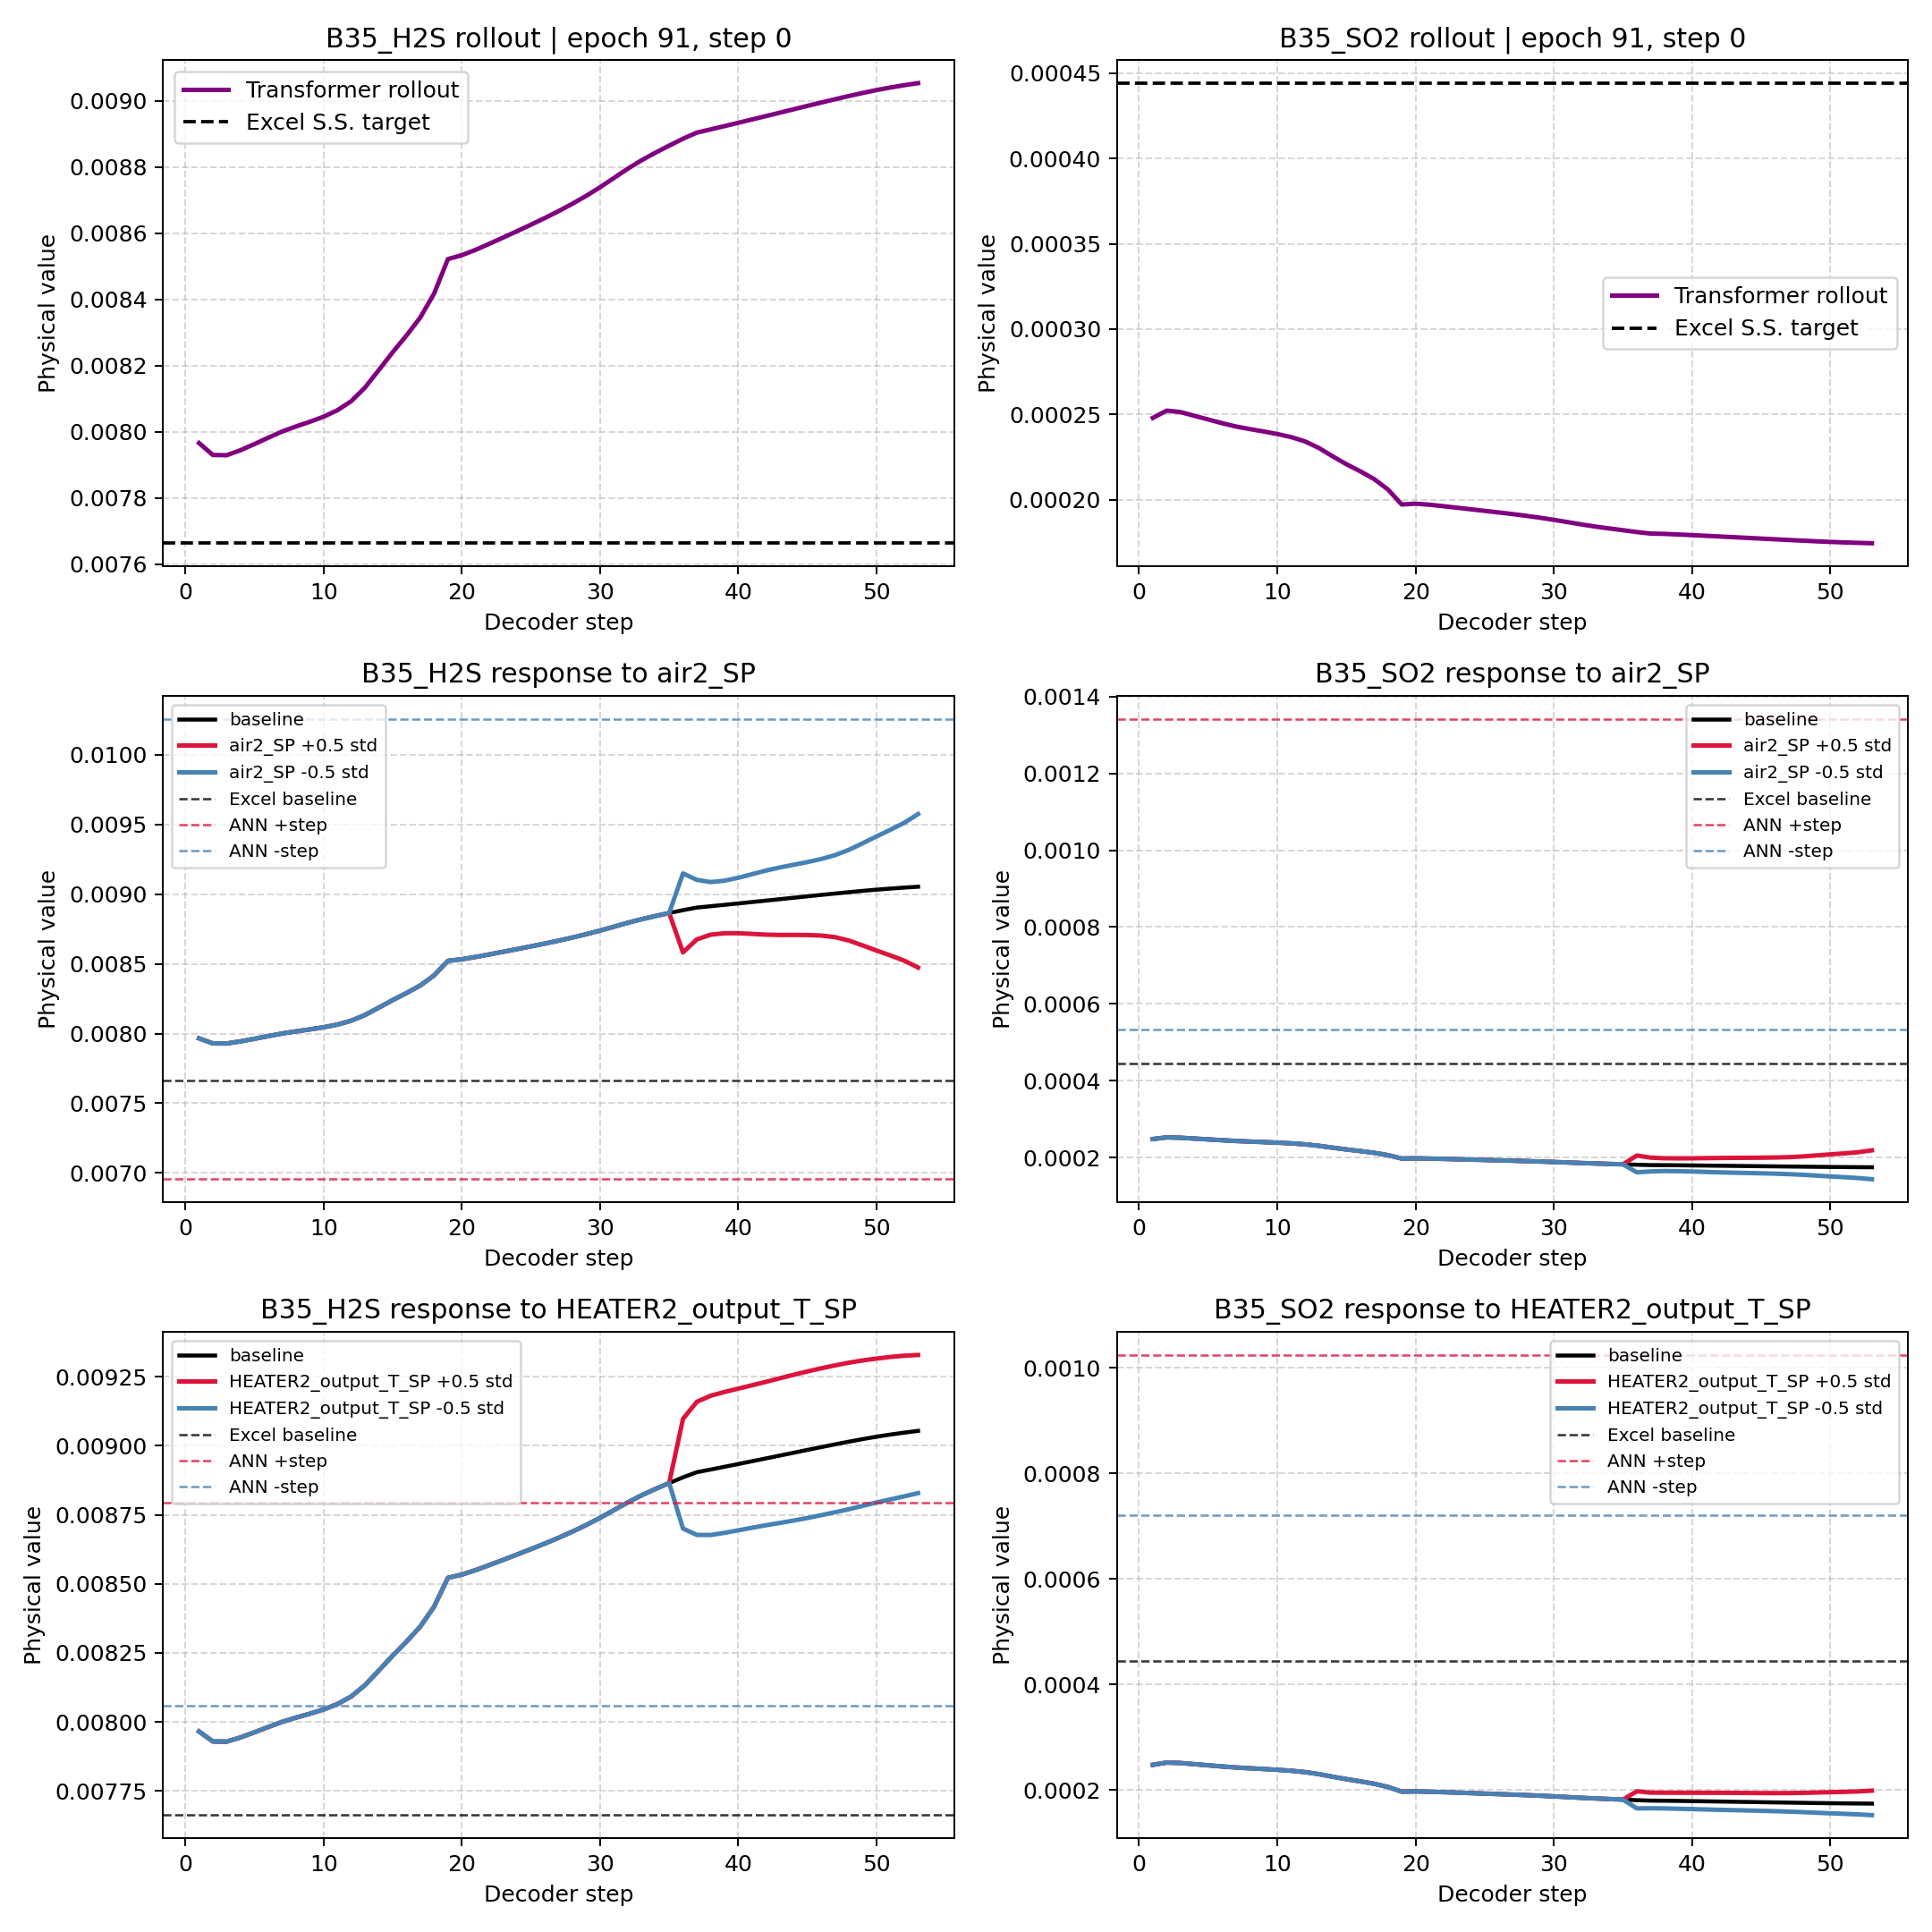 B35_H2S rollout | epoch 91, step 0
Physical value
0.0090
0.0088
0.0086
0.0084
0.0082
0.0080
0.0078
0.0076
Transformer rollout
Excel S.S. target
0 10 20 30 40 50
Decoder step
B35_SO2 rollout | epoch 91, step 0
Physical value
0.00045
0.00040
0.00035
0.00030
0.00025
0.00020
Transformer rollout
Excel S.S. target
0 10 20 30 40 50
Decoder step
B35_H2S response to air2_SP
Physical value
0.0100
0.0095
0.0090
0.0085
0.0080
0.0075
0.0070
baseline
air2_SP +0.5 std
air2_SP -0.5 std
Excel baseline
ANN +step
ANN -step
0 10 20 30 40 50
Decoder step
B35_SO2 response to air2_SP
Physical value
0.0014
0.0012
0.0010
0.0008
0.0006
0.0004
0.0002
baseline
air2_SP +0.5 std
air2_SP -0.5 std
Excel baseline
ANN +step
ANN -step
0 10 20 30 40 50
Decoder step
B35_H2S response to HEATER2_output_T_SP
Physical value
0.00925
0.00900
0.00875
0.00850
0.00825
0.00800
0.00775
baseline
HEATER2_output_T_SP +0.5 std
HEATER2_output_T_SP -0.5 std
Excel baseline
ANN +step
ANN -step
0 10 20 30 40 50
Decoder step
B35_SO2 response to HEATER2_output_T_SP
Physical value
0.0010
0.0008
0.0006
0.0004
0.0002
baseline
HEATER2_output_T_SP +0.5 std
HEATER2_output_T_SP -0.5 std
Excel baseline
ANN +step
ANN -step
0 10 20 30 40 50
Decoder step